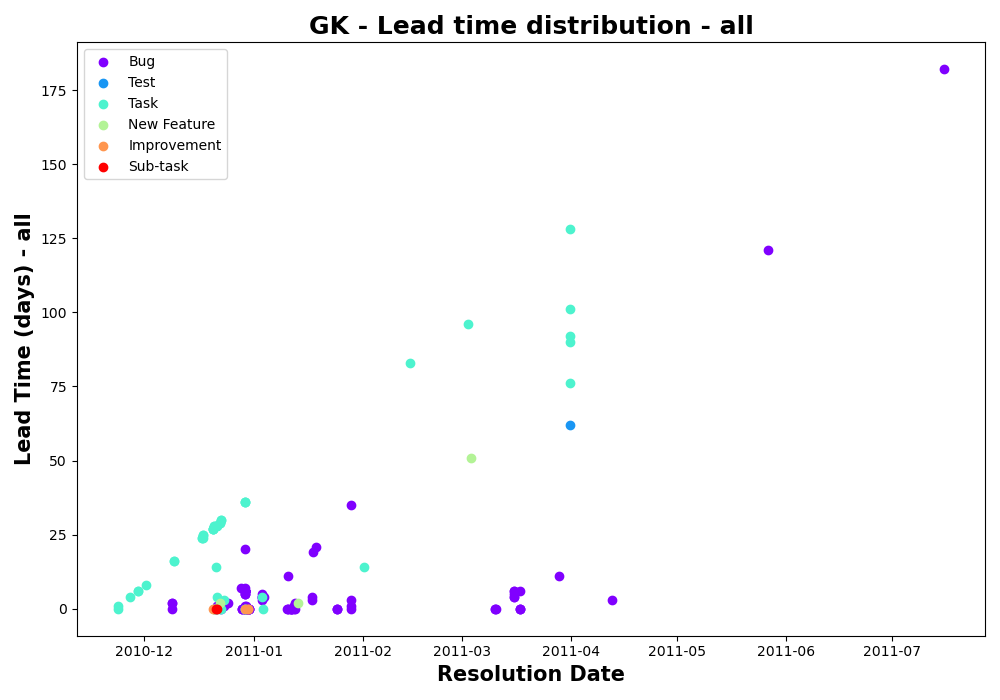 GK - Lead time distribution - all
Bug
Test
Task
New Feature
Improvement
Sub-task
Lead Time (days) - all
175
150
125
100
75
50
25
0
2010-12 2011-01 2011-02 2011-03 2011-04 2011-05 2011-06 2011-07
Resolution Date